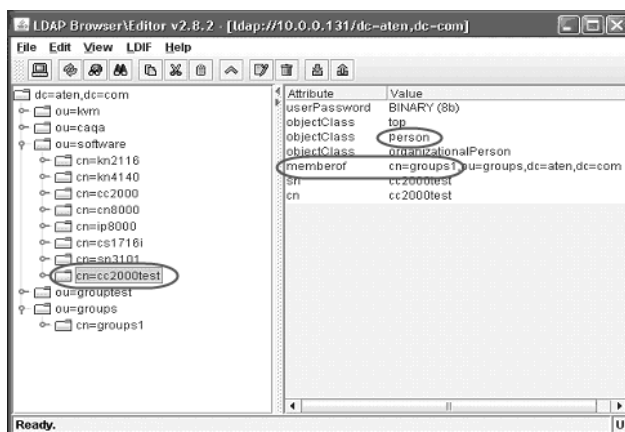 LDAP Browser\Editor v2.8.2 - [ldap://10.0.0.131/dc=aten,dc=com]
File Edit View LDIF Help
dc=aten,dc=com
ou=kvm
ou=caqa
ou=software
cn=kn2116
cn=kn4140
cn=cc2000
cn=cn8000
cn=ip8000
cn=cs1716i
cn=sn3101
cn=cc2000test
ou=grouptest
ou=groups
cn=groups1
Attribute Value
userPassword BINARY (8b)
objectClass top
objectClass person
objectClass organizationalPerson
memberof cn=groups1,ou=groups,dc=aten,dc=com
sn cc2000test
cn cc2000test
Ready. U